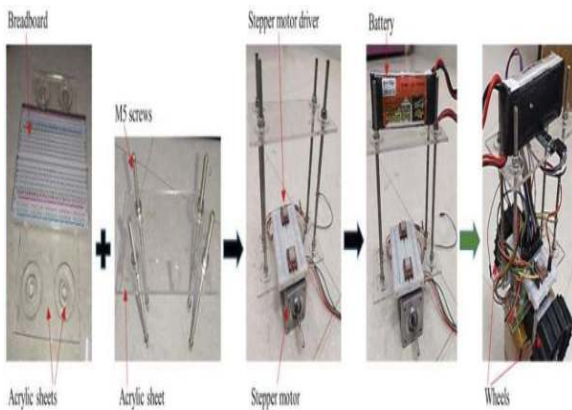 Breadboard
Stepper motor driver
Battery
M5 screws
Acrylic sheets
Acrylic sheet
Stepper motor
Wheels